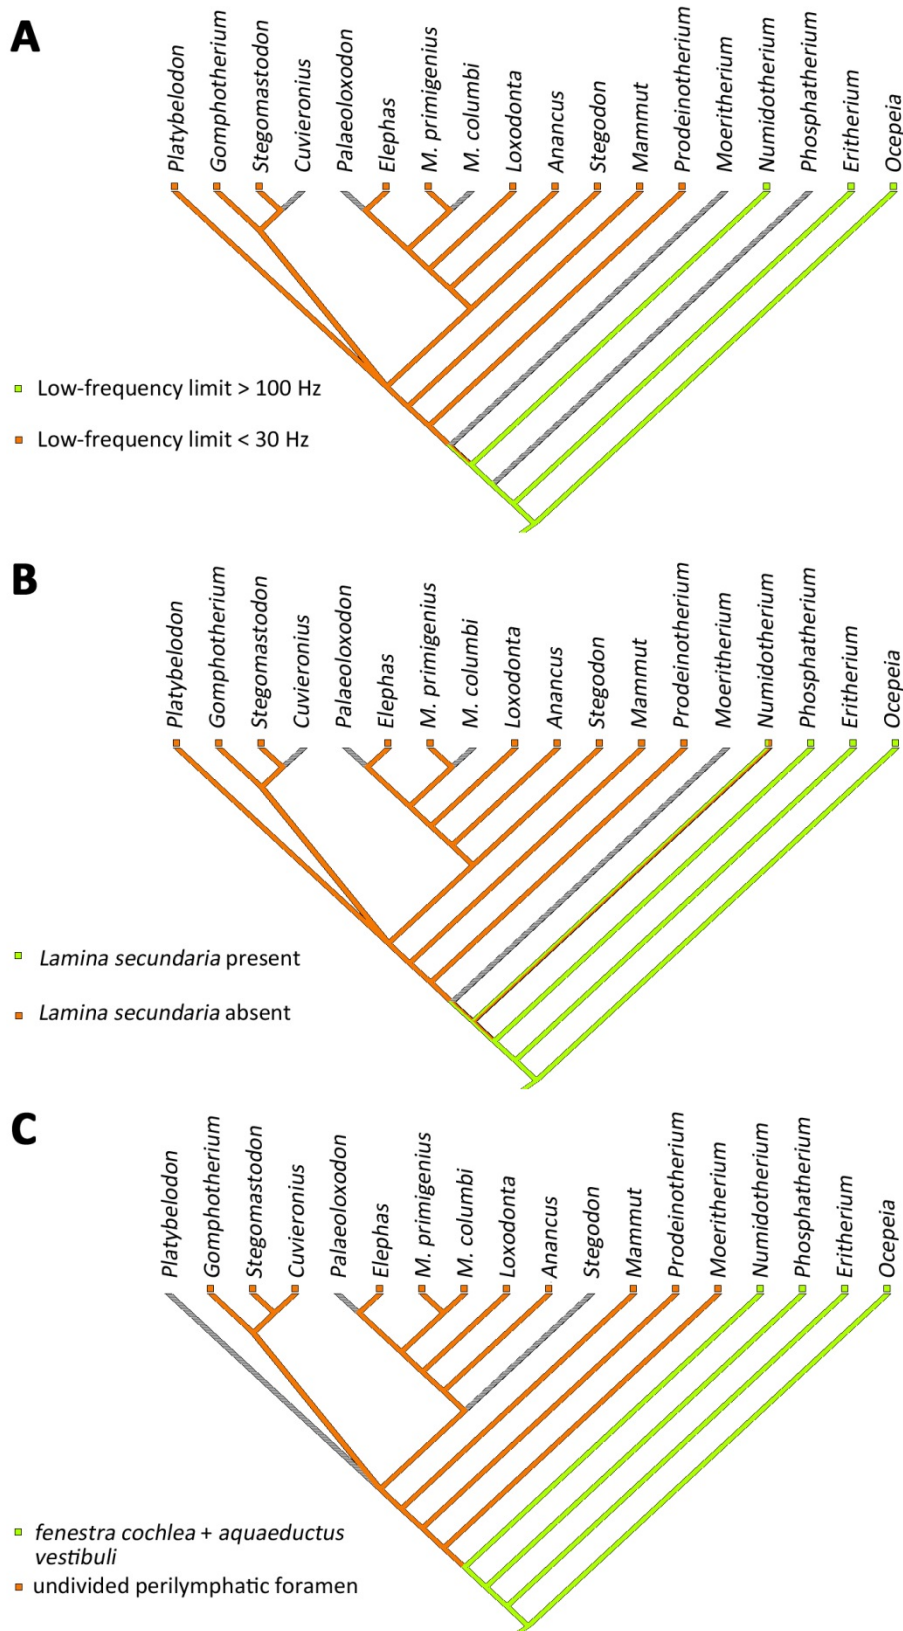 A
Platybelodon
Gomphotherium
Stegomastodon
Cuvieronius
Palaeoloxodon
Elephas
M. primigenius
M. columbi
Loxodonta
Anancus
Stegodon
Mammut
Prodeinotherium
Moeritherium
Numidotherium
Phosphatherium
Eritherium
Ocepeia
Low-frequency limit > 100 Hz
Low-frequency limit < 30 Hz
B
Platybelodon
Gomphotherium
Stegomastodon
Cuvieronius
Palaeoloxodon
Elephas
M. primigenius
M. columbi
Loxodonta
Anancus
Stegodon
Mammut
Prodeinotherium
Moeritherium
Numidotherium
Phosphatherium
Eritherium
Ocepeia
Lamina secundaria present
Lamina secundaria absent
C
Platybelodon
Gomphotherium
Stegomastodon
Cuvieronius
Palaeoloxodon
Elephas
M. primigenius
M. columbi
Loxodonta
Anancus
Stegodon
Mammut
Prodeinotherium
Moeritherium
Numidotherium
Phosphatherium
Eritherium
Ocepeia
fenestra cochlea + aquaeductus
vestibuli
undivided perilymphatic foramen